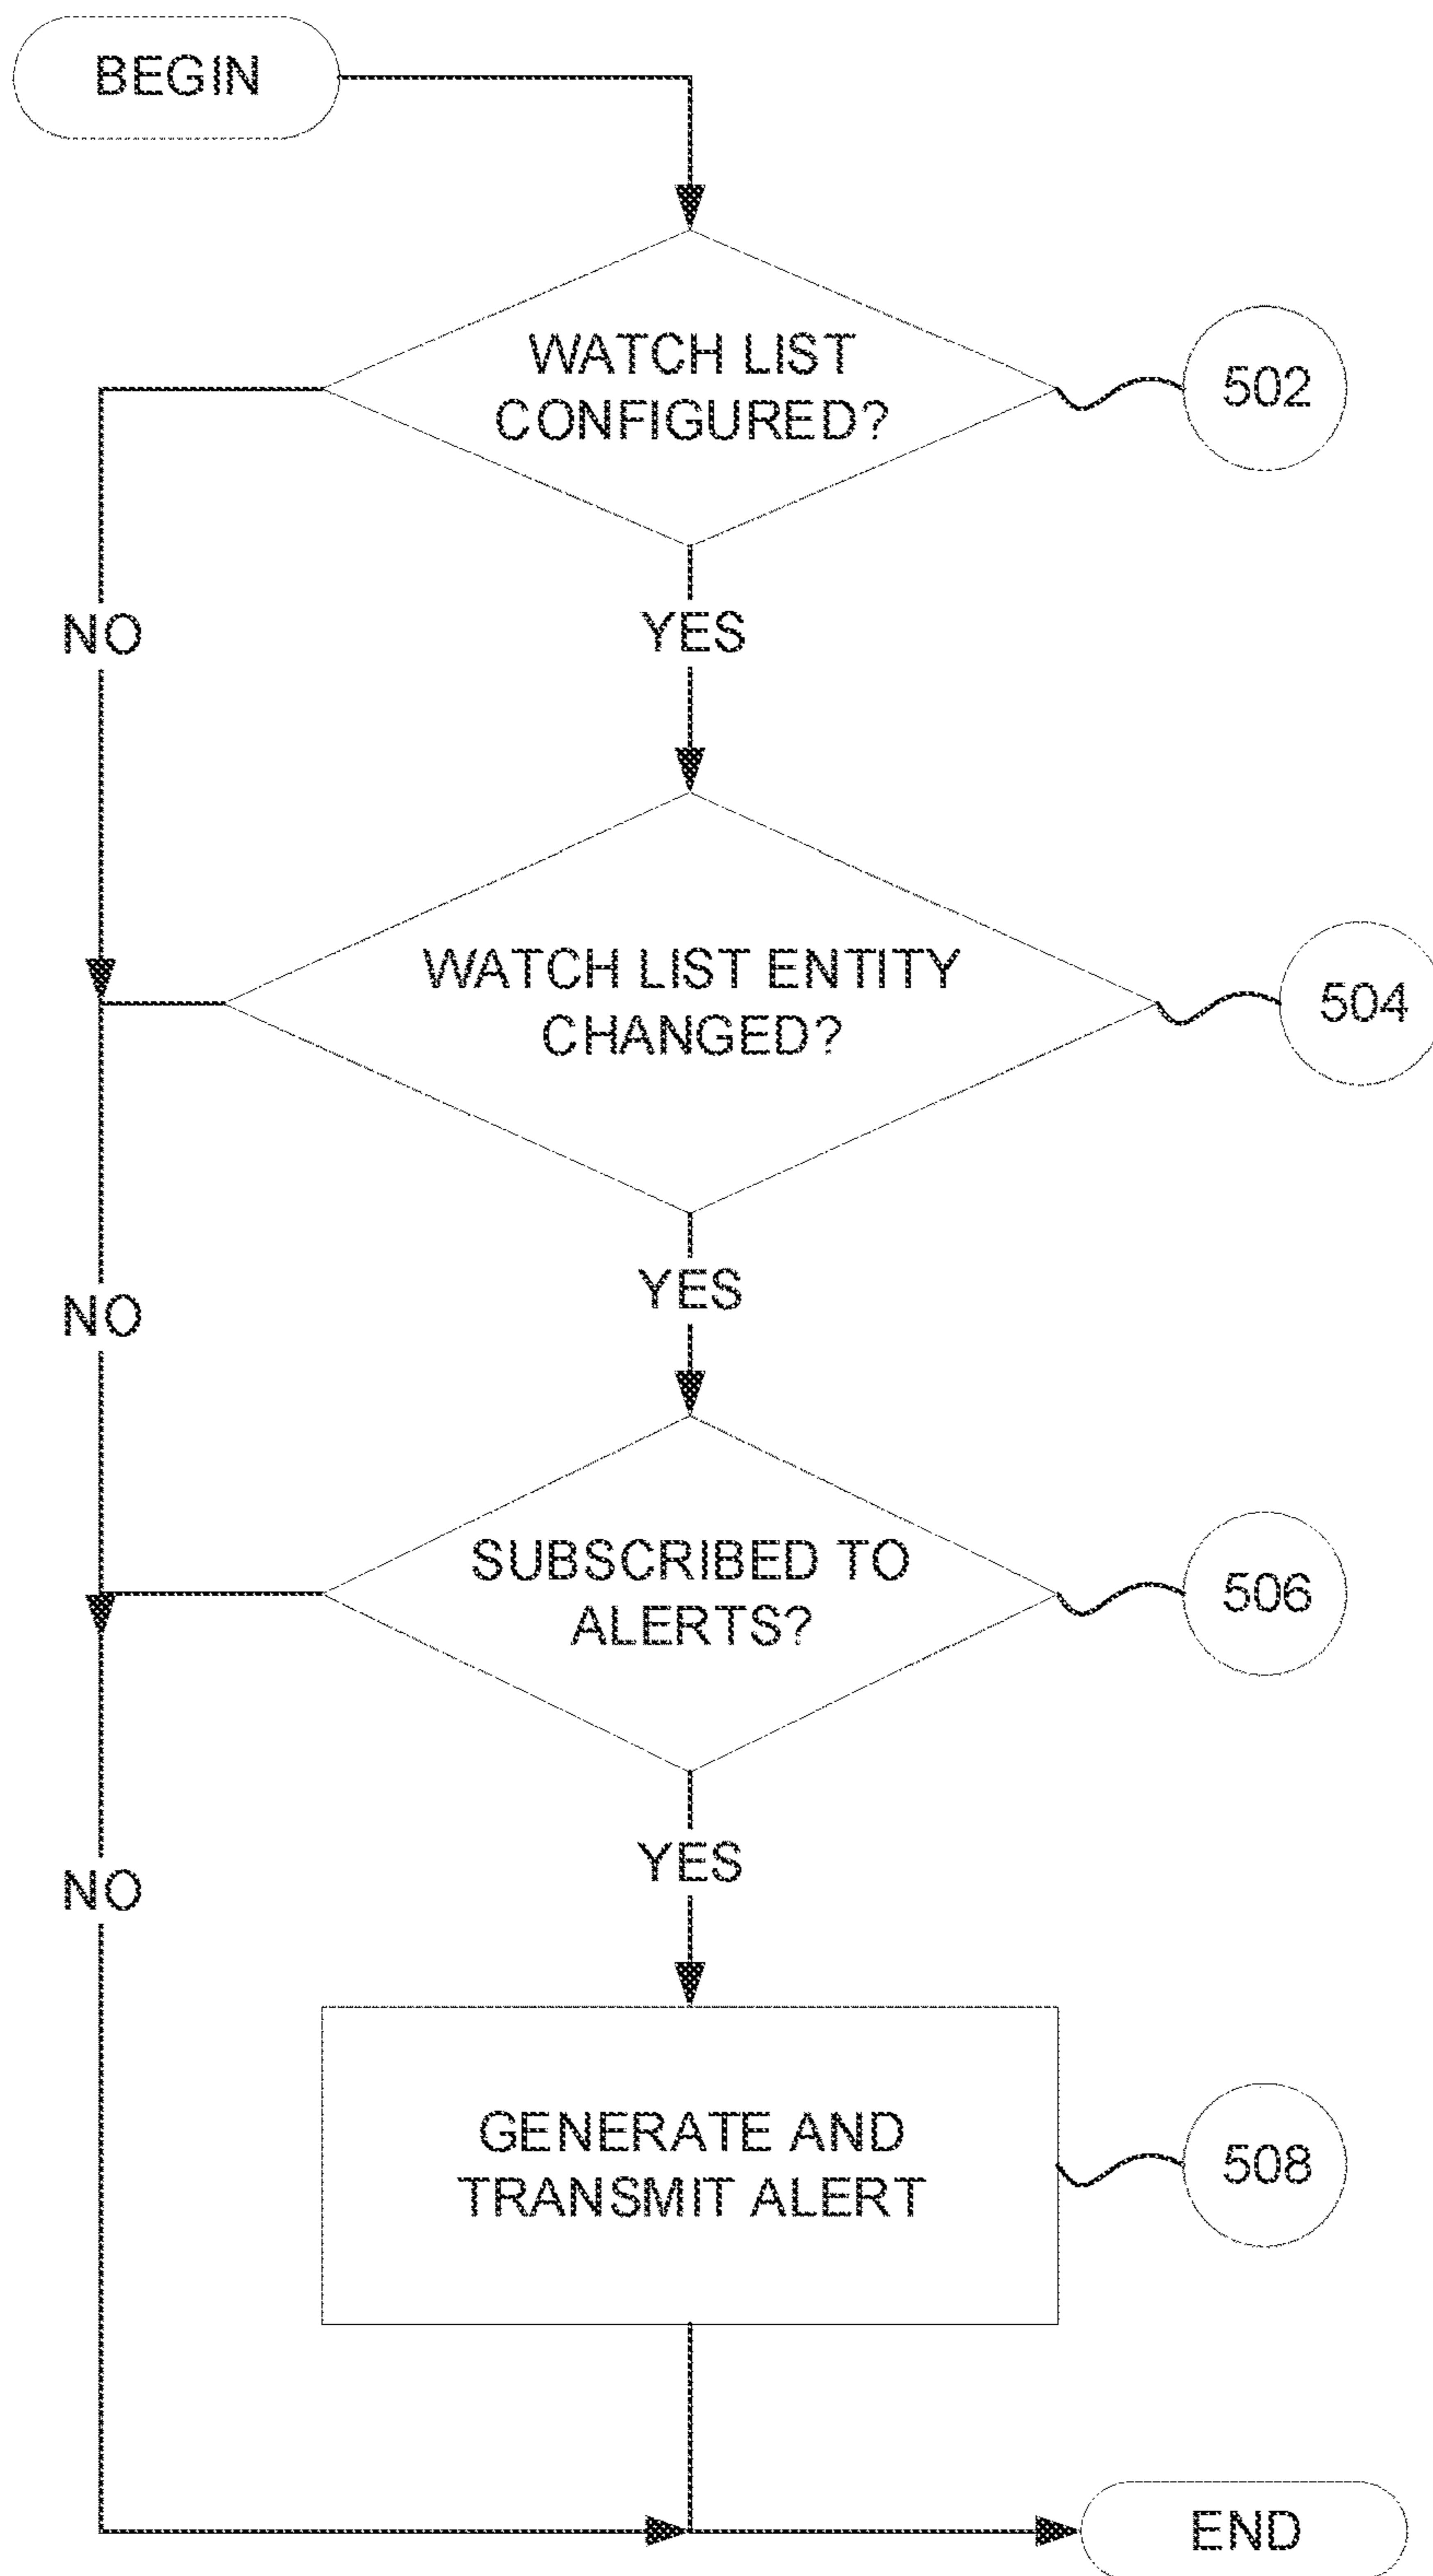 BEGIN
WATCH LIST
CONFIGURED?
502
NO
YES
WATCH LIST ENTITY
CHANGED?
504
YES
NO
SUBSCRIBED TO
ALERTS?
506
YES
NO
GENERATE AND
TRANSMIT ALERT
508
END